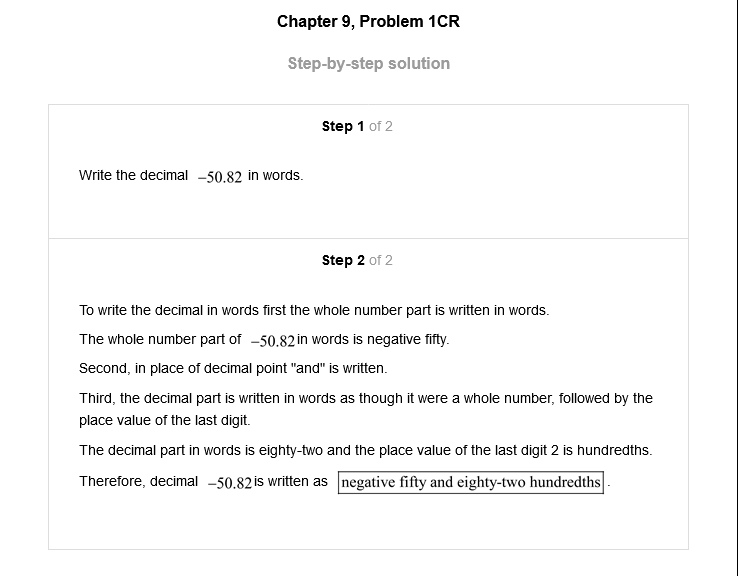 Chapter 9, Problem 1CR
Step-by-step solution
Step 1 of 2
Write the decimal −50.82 in words.
Step 2 of 2
To write the decimal in words first the whole number part is written in words.
The whole number part of −50.82 in words is negative fifty.
Second, in place of decimal point "and" is written.
Third, the decimal part is written in words as though it were a whole number, followed by the
place value of the last digit.
The decimal part in words is eighty-two and the place value of the last digit 2 is hundredths.
Therefore, decimal −50.82 is written as negative fifty and eighty-two hundredths.